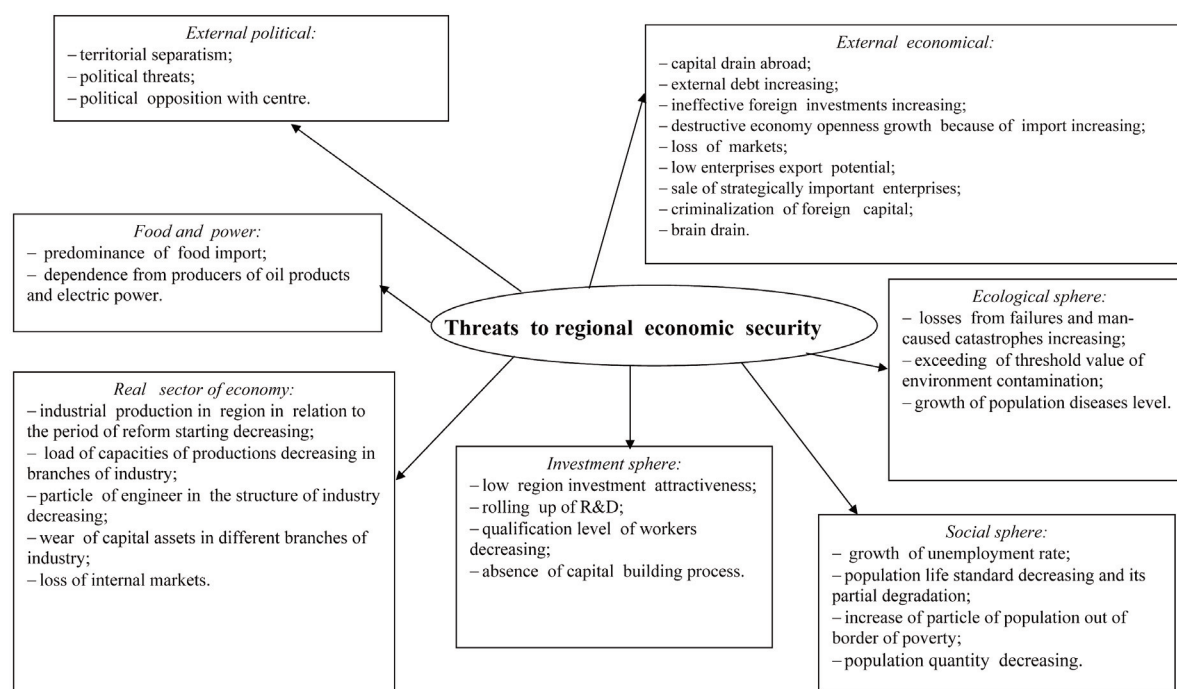 External political:
– territorial separatism;
– political threats;
– political opposition with centre.
External economical:
– capital drain abroad;
– external debt increasing;
– ineffective foreign investments increasing;
– destructive economy openness growth because of import increasing;
– loss of markets;
– low enterprises export potential;
– sale of strategically important enterprises;
– criminalization of foreign capital;
– brain drain.
Food and power:
– predominance of food import;
– dependence from producers of oil products
and electric power.
Threats to regional economic security
Ecological sphere:
– losses from failures and man-
caused catastrophes increasing;
– exceeding of threshold value of
environment contamination;
– growth of population diseases level.
Real sector of economy:
– industrial production in region in relation to
the period of reform starting decreasing;
– load of capacities of productions decreasing in
branches of industry;
– particle of engineer in the structure of industry
decreasing;
– wear of capital assets in different branches of
industry;
– loss of internal markets.
Investment sphere:
– low region investment attractiveness;
– rolling up of R&D;
– qualification level of workers
decreasing;
– absence of capital building process.
Social sphere:
– growth of unemployment rate;
– population life standard decreasing and its
partial degradation;
– increase of particle of population out of
border of poverty;
– population quantity decreasing.